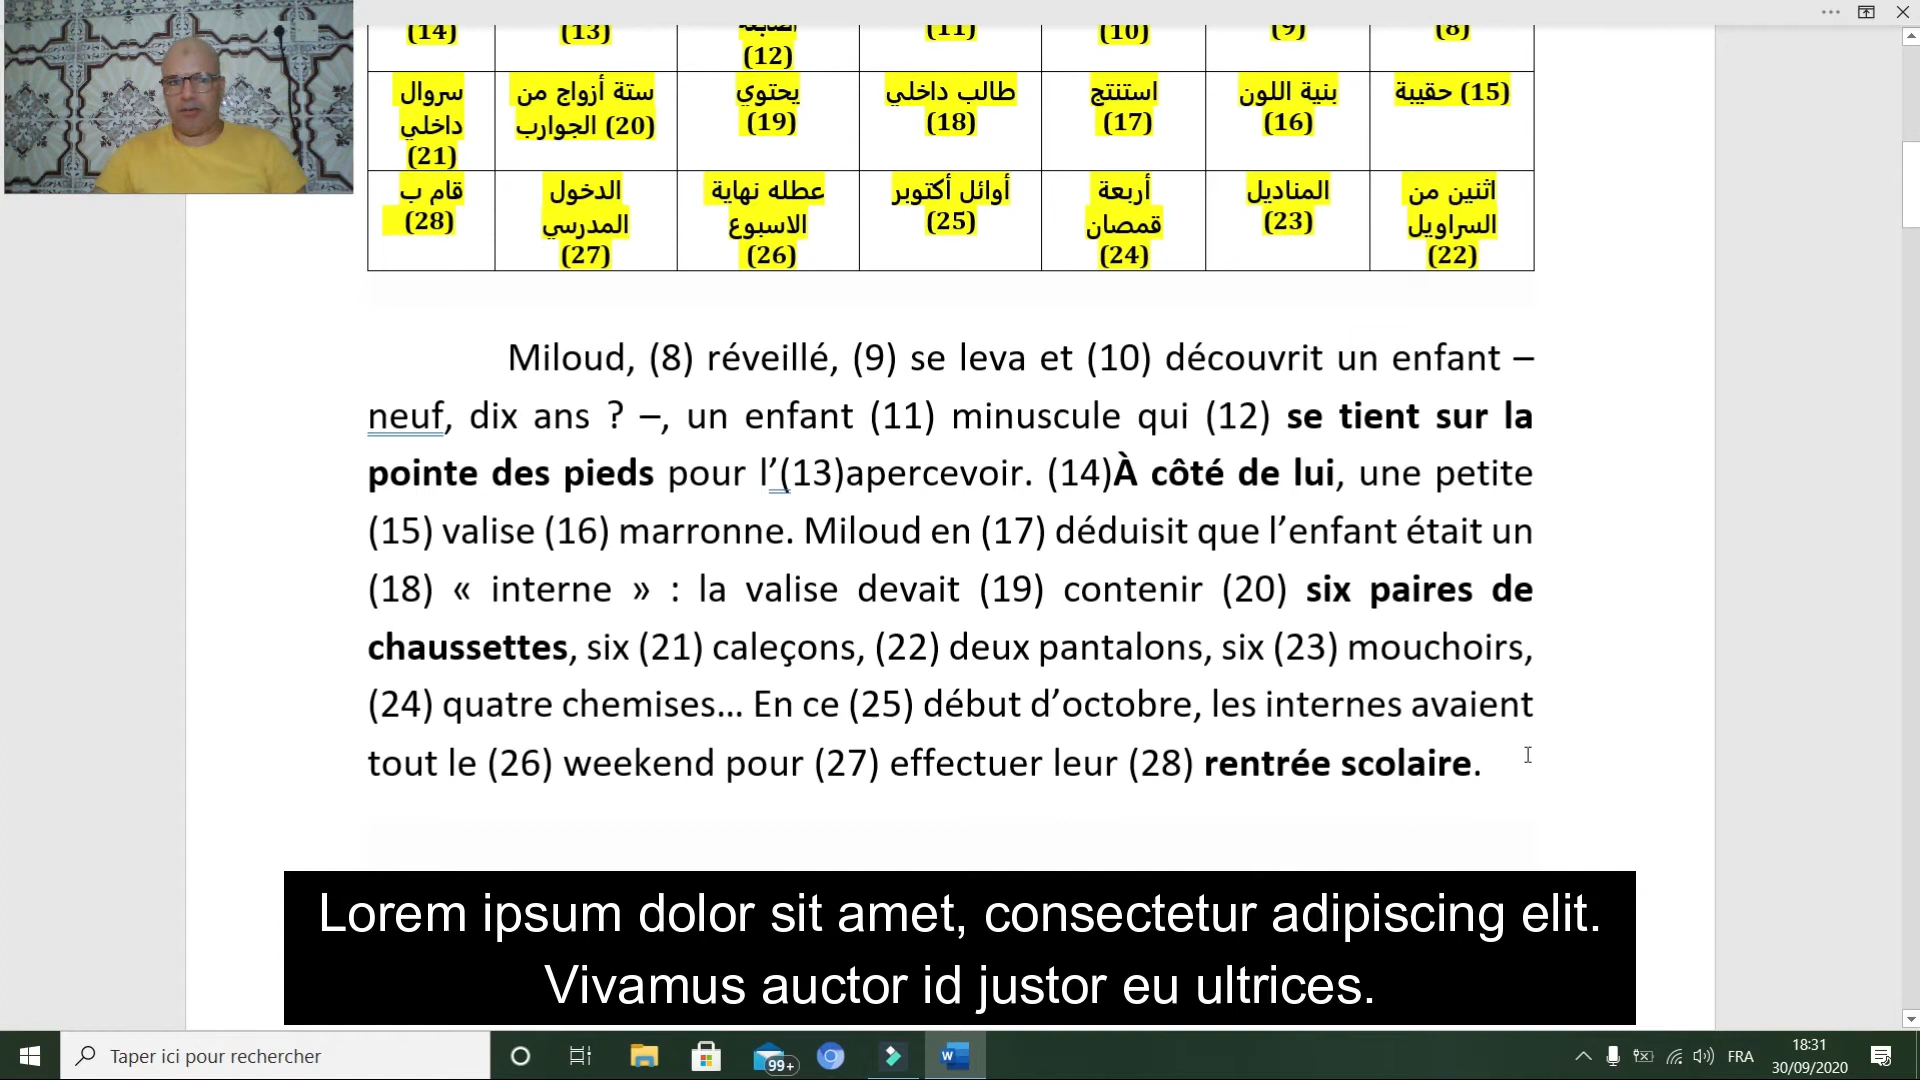 (8) (9) (10) (11) (12) (13) (14)
(15) حقيبة
بنية اللون
(16)
استنتج
(17)
طالب داخلي
(18)
يحتوي
(19)
ستة أزواج من
الجوارب (20)
سروال
داخلي
(21)
اثنين من
السراويل
(22)
المناديل
(23)
أربعة
قمصان
(24)
أوائل أكتوبر
(25)
عطله نهاية
الاسبوع
(26)
الدخول
المدرسي
(27)
قام ب
(28)
Miloud, (8) réveillé, (9) se leva et (10) découvrit un enfant –
neuf, dix ans ? –, un enfant (11) minuscule qui (12) se tient sur la
pointe des pieds pour l’(13)apercevoir. (14)À côté de lui, une petite
(15) valise (16) marronne. Miloud en (17) déduisit que l’enfant était un
(18) « interne » : la valise devait (19) contenir (20) six paires de
chaussettes, six (21) caleçons, (22) deux pantalons, six (23) mouchoirs,
(24) quatre chemises... En ce (25) début d’octobre, les internes avaient
tout le (26) weekend pour (27) effectuer leur (28) rentrée scolaire.
Lorem ipsum dolor sit amet, consectetur adipiscing elit.
Vivamus auctor id justor eu ultrices.
Taper ici pour rechercher
99+
W
FRA
18:31
30/09/2020